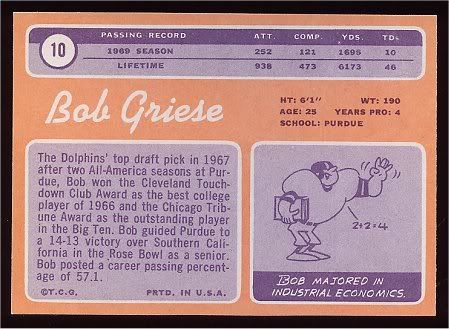 10
PASSING RECORD ATT. COMP. YDS. TDs
1969 SEASON 252 121 1695 10
LIFETIME 938 473 6173 46
Bob Griese
HT: 6'1" WT: 190
AGE: 25 YEARS PRO: 4
SCHOOL: PURDUE
The Dolphins' top draft pick in 1967
after two All-America seasons at Pur-
due, Bob won the Cleveland Touch-
down Club Award as the best college
player of 1966 and the Chicago Trib-
une Award as the outstanding player
in the Big Ten. Bob guided Purdue to
a 14-13 victory over Southern Cali-
fornia in the Rose Bowl as a senior.
Bob posted a career passing percen-
tage of 57.1.
©T.C.G. PRTD. IN U.S.A.
2+2=4
BOB MAJORED IN
INDUSTRIAL ECONOMICS.